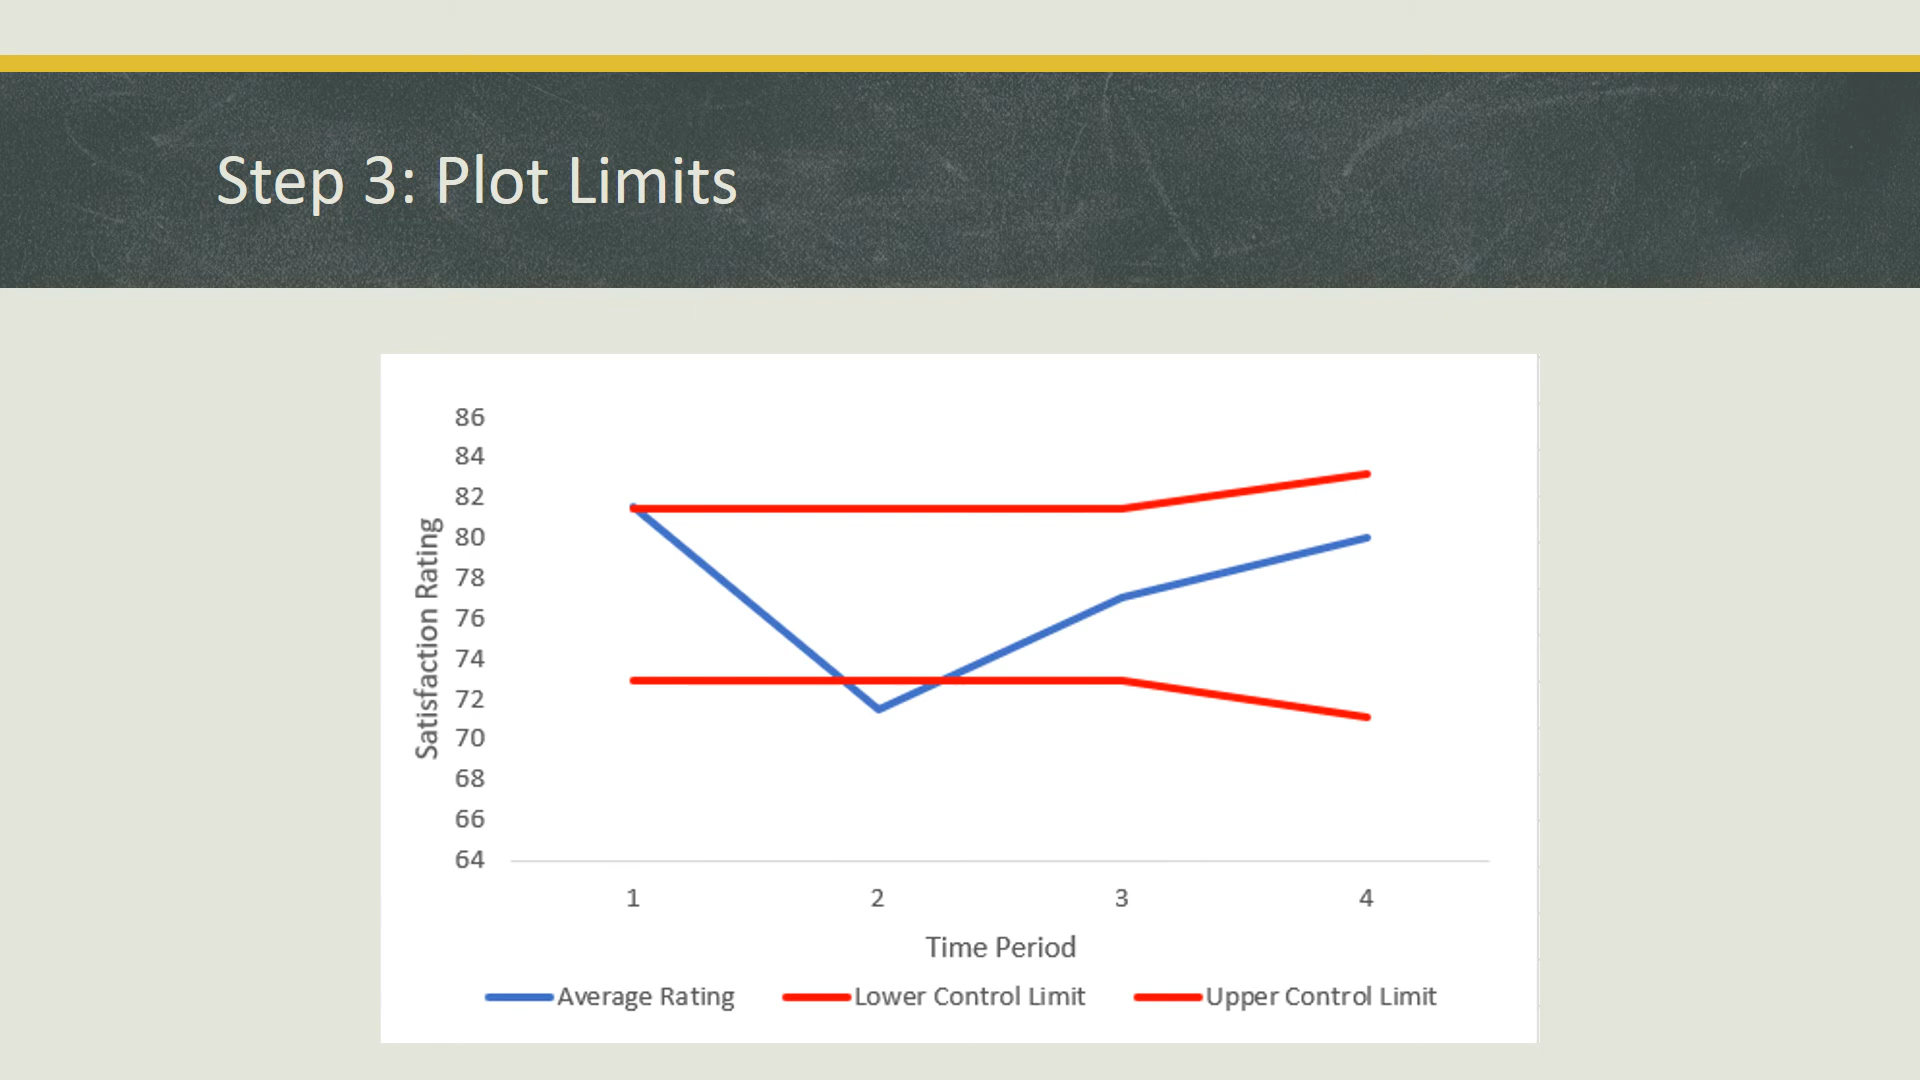 Step 3: Plot Limits
86
84
82
80
78
76
74
72
70
68
66
64
Satisfaction Rating
1 2 3 4
Time Period
Average Rating Lower Control Limit Upper Control Limit